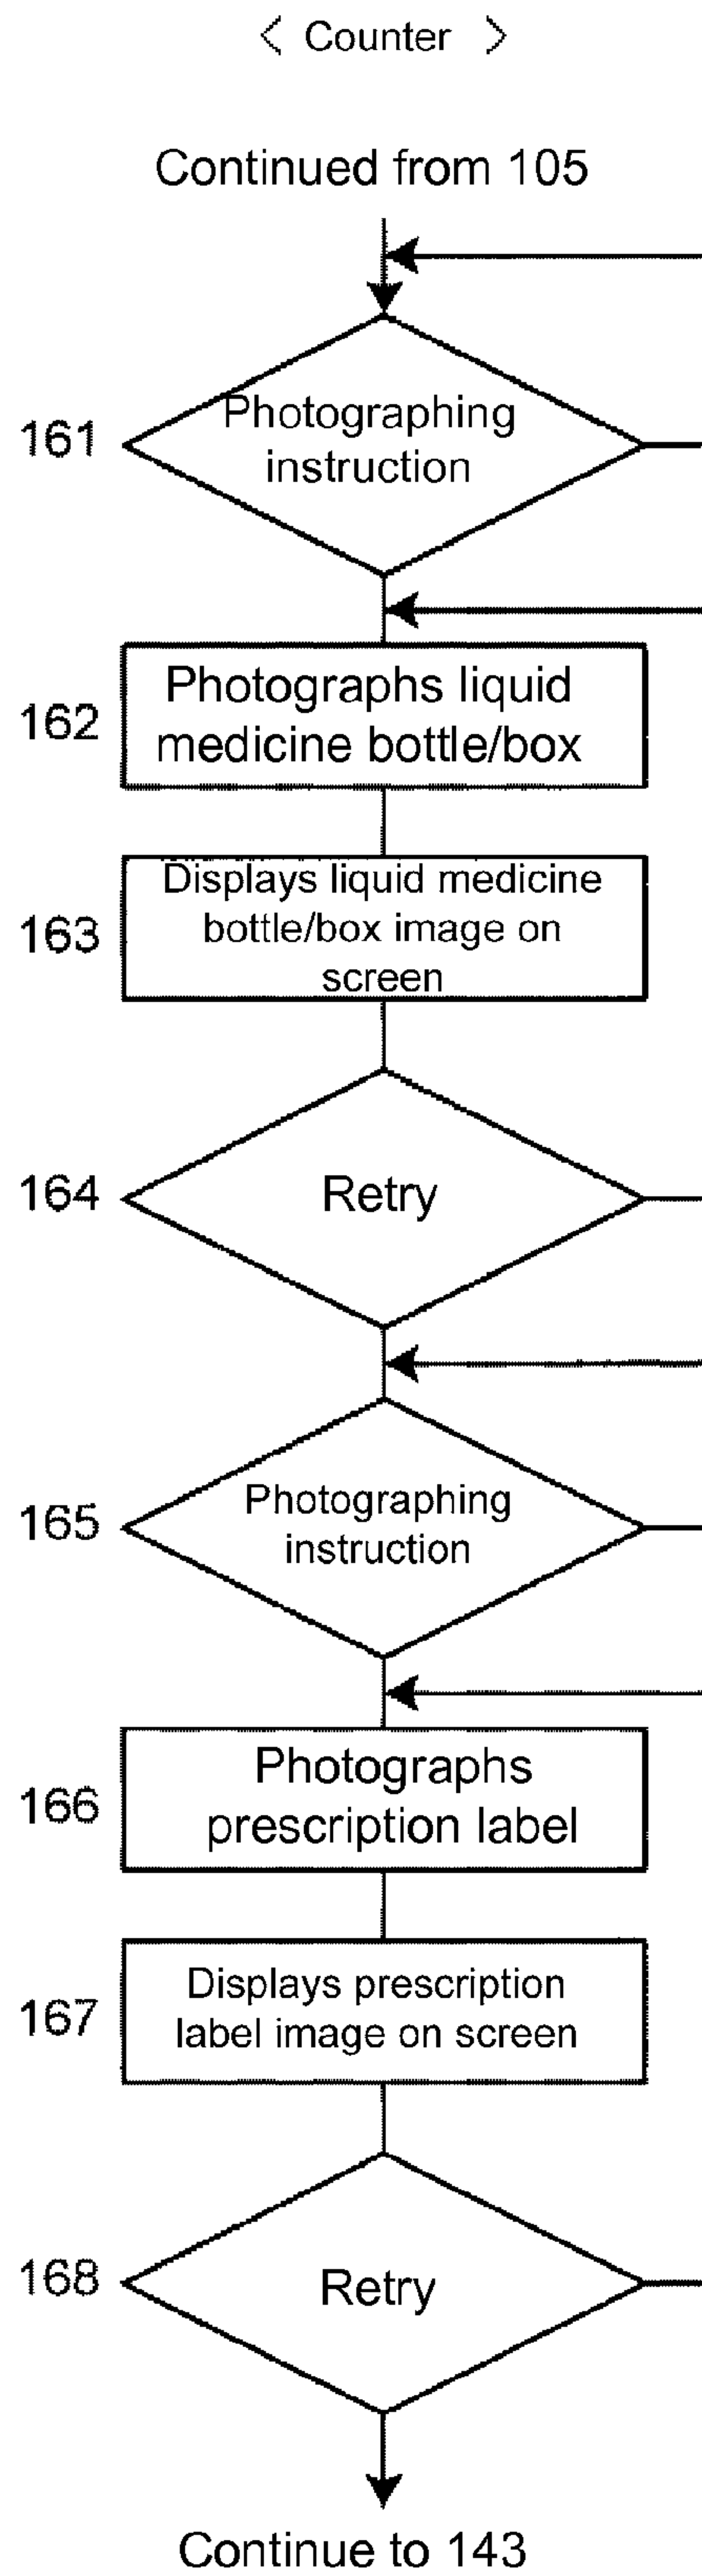 < Counter >
Continued from 105
161
Photographing
instruction
162
Photographs liquid
medicine bottle/box
163
Displays liquid medicine
bottle/box image on
screen
164
Retry
165
Photographing
instruction
166
Photographs
prescription label
167
Displays prescription
label image on screen
168
Retry
Continue to 143